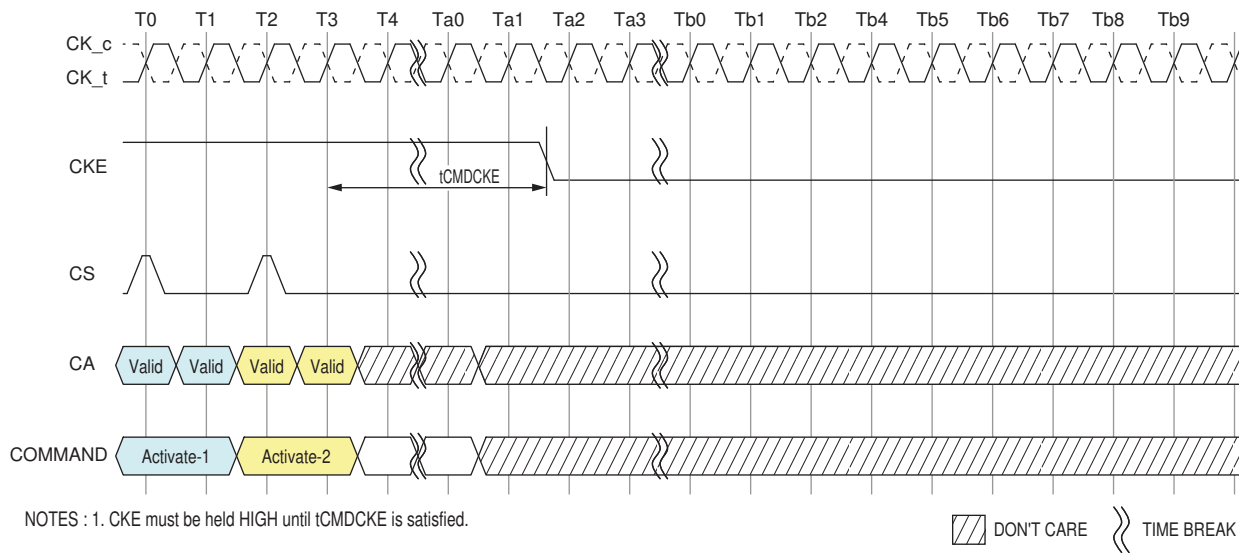 T0 T1 T2 T3 T4 Ta0 Ta1 Ta2 Ta3 Tb0 Tb1 Tb2 Tb4 Tb5 Tb6 Tb7 Tb8 Tb9
CK_c
CK_t
CKE
tCMDCKE
CS
CA Valid Valid Valid Valid
COMMAND Activate-1 Activate-2
NOTES : 1. CKE must be held HIGH until tCMDCKE is satisfied.
DON'T CARE TIME BREAK